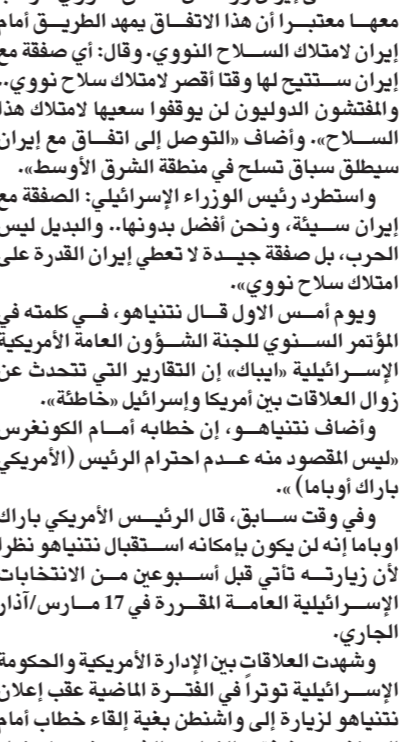 معها معتبرا أن هذا الاتفاق يمهد الطريق أمام
إيران لامتلاك السلاح النووي. وقال: أي صفقة مع
إيران ستتيح لها وقتا أقصر لامتلاك سلاح نووي..
والمفتشون الدوليون لن يوقفوا سعيها لامتلاك هذا
السلاح». وأضاف «التوصل إلى اتفاق مع إيران
سيطلق سباق تسلح في منطقة الشرق الأوسط».
واستطرد رئيس الوزراء الإسرائيلي: الصفقة مع
إيران سيئة، ونحن أفضل بدونها.. والبديل ليس
الحرب، بل صفقة جيدة لا تعطي إيران القدرة على
امتلاك سلاح نووي».
ويوم أمس الاول قال نتنياهو، في كلمته في
المؤتمر السنوي للجنة الشؤون العامة الأمريكية
الإسرائيلية «ايباك» إن التقارير التي تتحدث عن
زوال العلاقات بين أمريكا وإسرائيل «خاطئة».
وأضاف نتنياهو، إن خطابه أمام الكونغرس
«ليس المقصود منه عدم احترام الرئيس (الأمريكي
باراك أوباما) ».
وفي وقت سابق، قال الرئيس الأمريكي باراك
اوباما إنه لن يكون بإمكانه استقبال نتنياهو نظرا
لأن زيارته تأتي قبل أسبوعين من الانتخابات
الإسرائيلية العامة المقررة في 17 مارس/آذار
الجاري.
وشهدت العلاقات بين الإدارة الأمريكية والحكومة
الإسرائيلية توتراً في الفترة الماضية عقب إعلان
نتنياهو لزيارة إلى واشنطن بغية إلقاء خطاب أمام